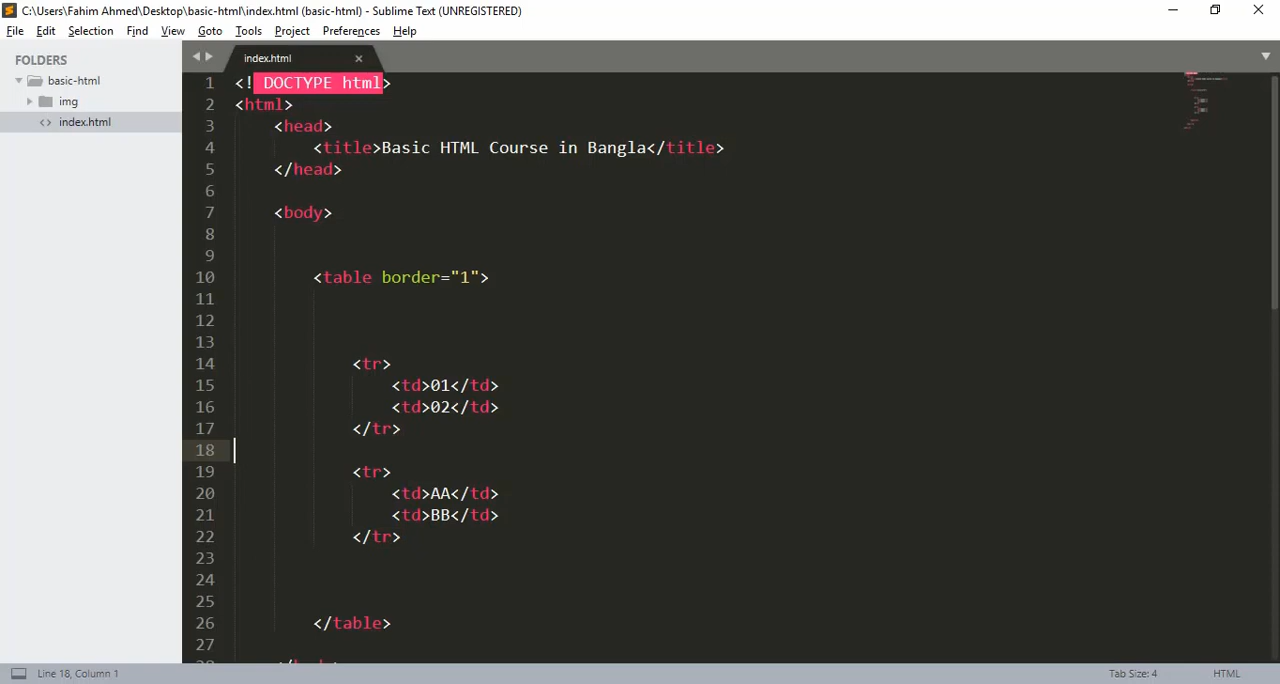 C:\Users\Fahim Ahmed\Desktop\basic-html\index.html (basic-html) - Sublime Text (UNREGISTERED)
File Edit Selection Find View Goto Tools Project Preferences Help
FOLDERS
basic-html
img
index.html
index.html
1 <! DOCTYPE html>
2 <html>
3 <head>
4 <title>Basic HTML Course in Bangla</title>
5 </head>
6
7 <body>
8
9
10 <table border="1">
11
12
13
14 <tr>
15 <td>01</td>
16 <td>02</td>
17 </tr>
18
19 <tr>
20 <td>AA</td>
21 <td>BB</td>
22 </tr>
23
24
25
26 </table>
27
Line 18, Column 1
Tab Size: 4
HTML